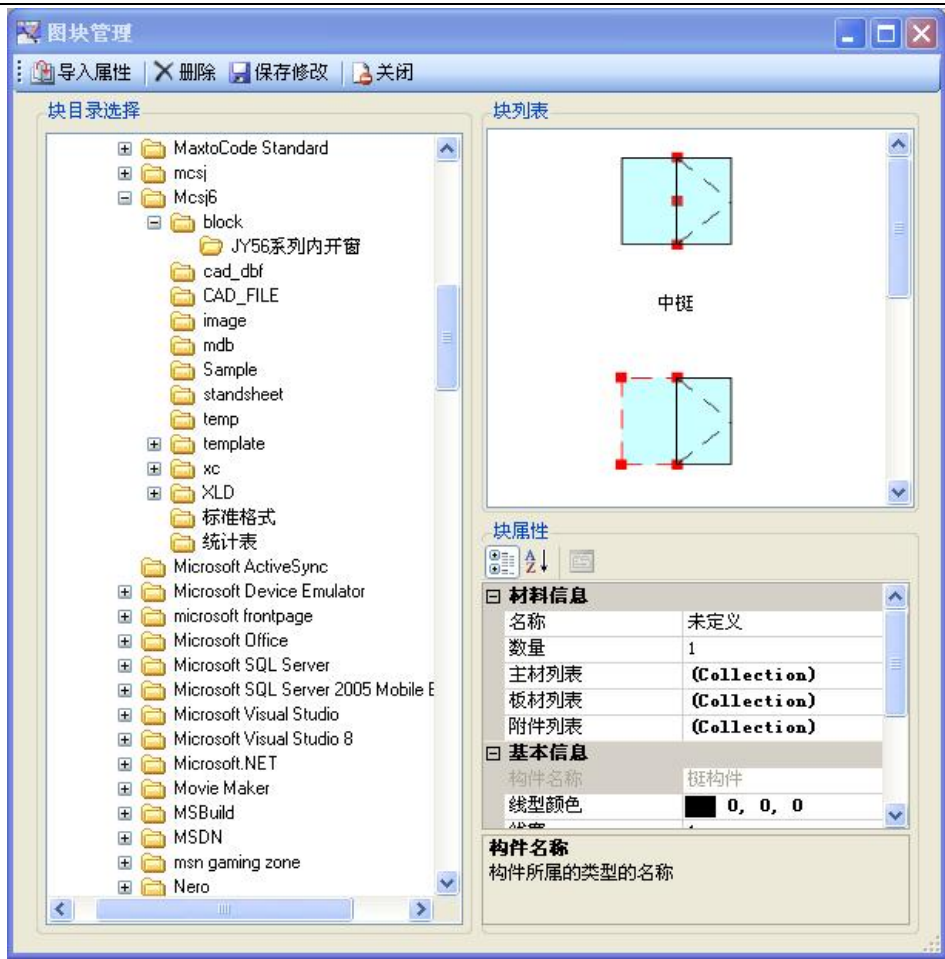 图块管理
导入属性 删除 保存修改 关闭
块目录选择
MaxtoCode Standard
mcsj
Mcsj6
block
JY56系列内开窗
cad_dbf
CAD_FILE
image
mdb
Sample
standsheet
temp
template
xc
XLD
标准格式
统计表
Microsoft ActiveSync
Microsoft Device Emulator
microsoft frontpage
Microsoft Office
Microsoft SQL Server
Microsoft SQL Server 2005 Mobile E
Microsoft Visual Studio
Microsoft Visual Studio 8
Microsoft.NET
Movie Maker
MSBuild
MSDN
msn gaming zone
Nero
块列表
中梃
块属性
材料信息
名称 未定义
数量 1
主材列表 (Collection)
板材列表 (Collection)
附件列表 (Collection)
基本信息
构件名称 梃构件
线型颜色 0, 0, 0
构件名称
构件所属的类型的名称